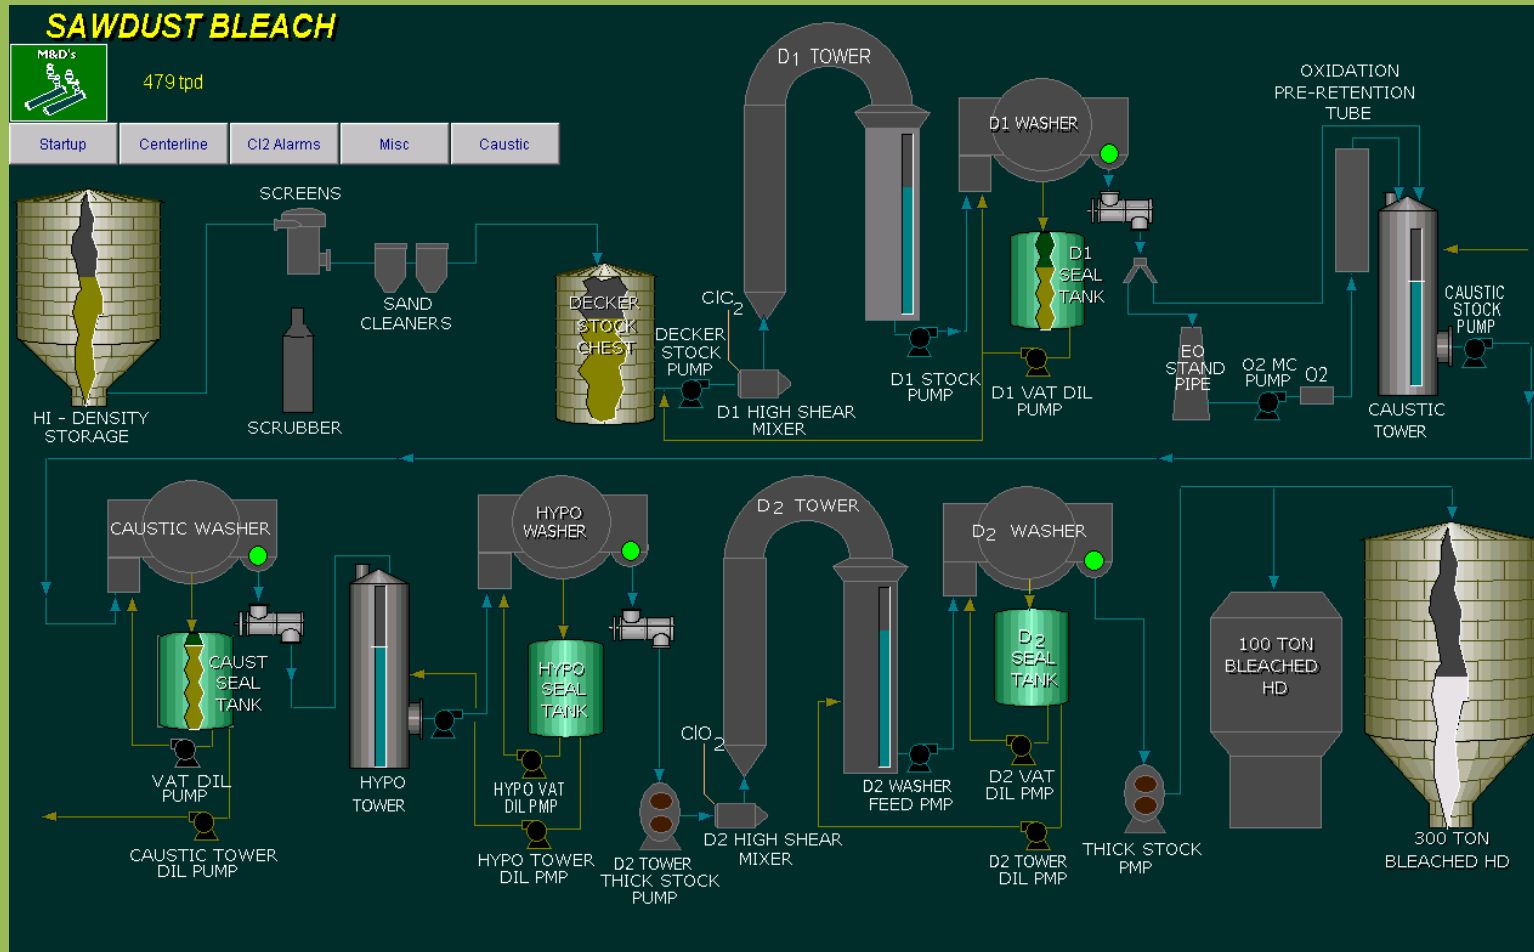 SAWDUST BLEACH
M&D's
479 tpd
Startup
Centerline
Cl2 Alarms
Misc
Caustic
D1 TOWER
D1 WASHER
OXIDATION
PRE-RETENTION
TUBE
SCREENS
SAND
CLEANERS
SCRUBBER
HI - DENSITY
STORAGE
DECKER
STOCK
CHEST
DECKER
STOCK
PUMP
ClC2
D1 HIGH SHEAR
MIXER
D1 STOCK
PUMP
D1
SEAL
TANK
D1 VAT DIL
PUMP
EO
STAND
PIPE
O2 MC
PUMP
O2
CAUSTIC
TOWER
CAUSTIC
STOCK
PUMP
CAUSTIC WASHER
CAUST
SEAL
TANK
VAT DIL
PUMP
CAUSTIC TOWER
DIL PUMP
HYPO
TOWER
HYPO
WASHER
HYPO
SEAL
TANK
HYPO VAT
DIL PMP
HYPO TOWER
DIL PMP
D2 TOWER
THICK STOCK
PUMP
ClO2
D2 HIGH SHEAR
MIXER
D2 TOWER
D2 WASHER
FEED PMP
D2 WASHER
D2
SEAL
TANK
D2 VAT
DIL PMP
D2 TOWER
DIL PMP
THICK STOCK
PMP
100 TON
BLEACHED
HD
300 TON
BLEACHED HD